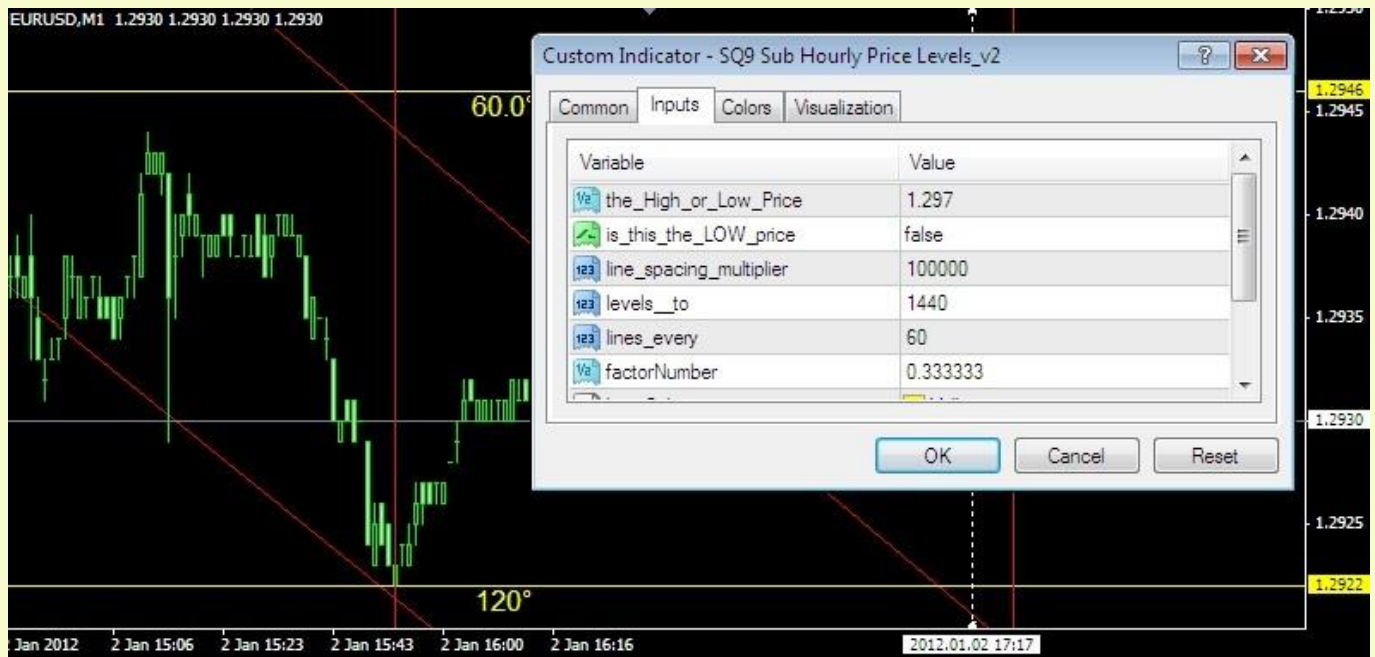 EURUSD,M1 1.2930 1.2930 1.2930 1.2930
Custom Indicator - SQ9 Sub Hourly Price Levels_v2
Common Inputs Colors Visualization
Variable Value
the_High_or_Low_Price 1.297
is_this_the_LOW_price false
line_spacing_multiplier 100000
levels__to 1440
lines_every 60
factorNumber 0.333333
OK Cancel Reset
60.0°
120°
1.2946
1.2945
1.2940
1.2935
1.2930
1.2925
1.2922
Jan 2012 2 Jan 15:06 2 Jan 15:23 2 Jan 15:43 2 Jan 16:00 2 Jan 16:16 2012.01.02 17:17